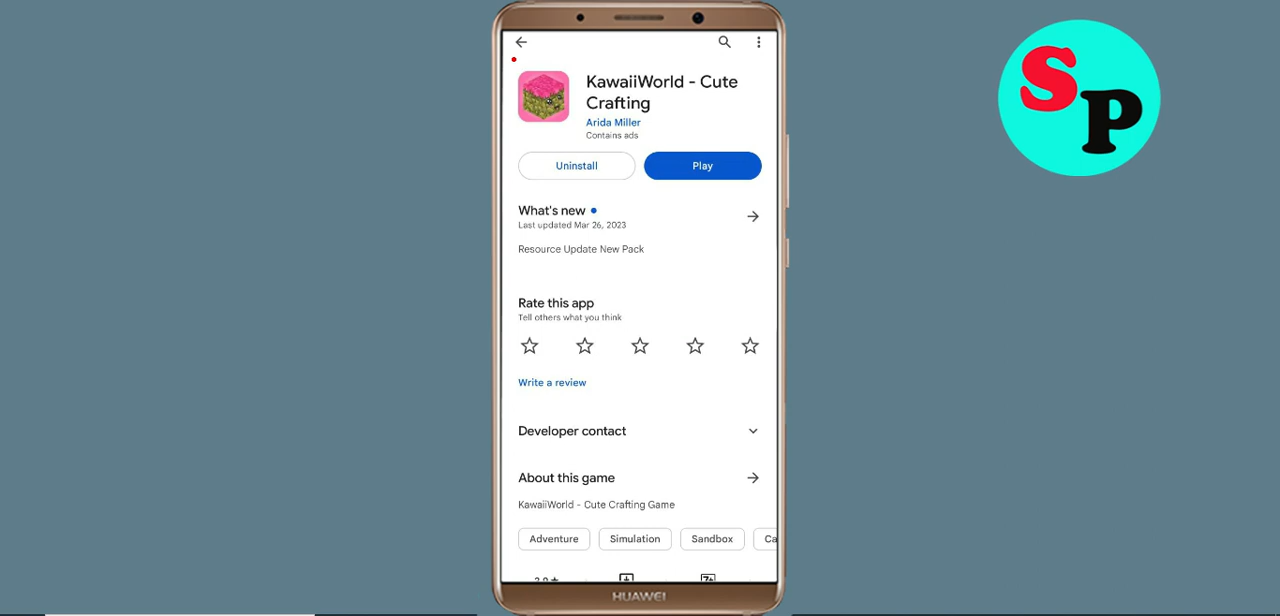 KawaiiWorld - Cute
Crafting
Arida Miller
Contains ads
Uninstall
Play
What's new
Last updated Mar 26, 2023
Resource Update New Pack
Rate this app
Tell others what you think
Write a review
Developer contact
About this game
KawaiiWorld - Cute Crafting Game
Adventure
Simulation
Sandbox
Ca
HUAWEI
SP